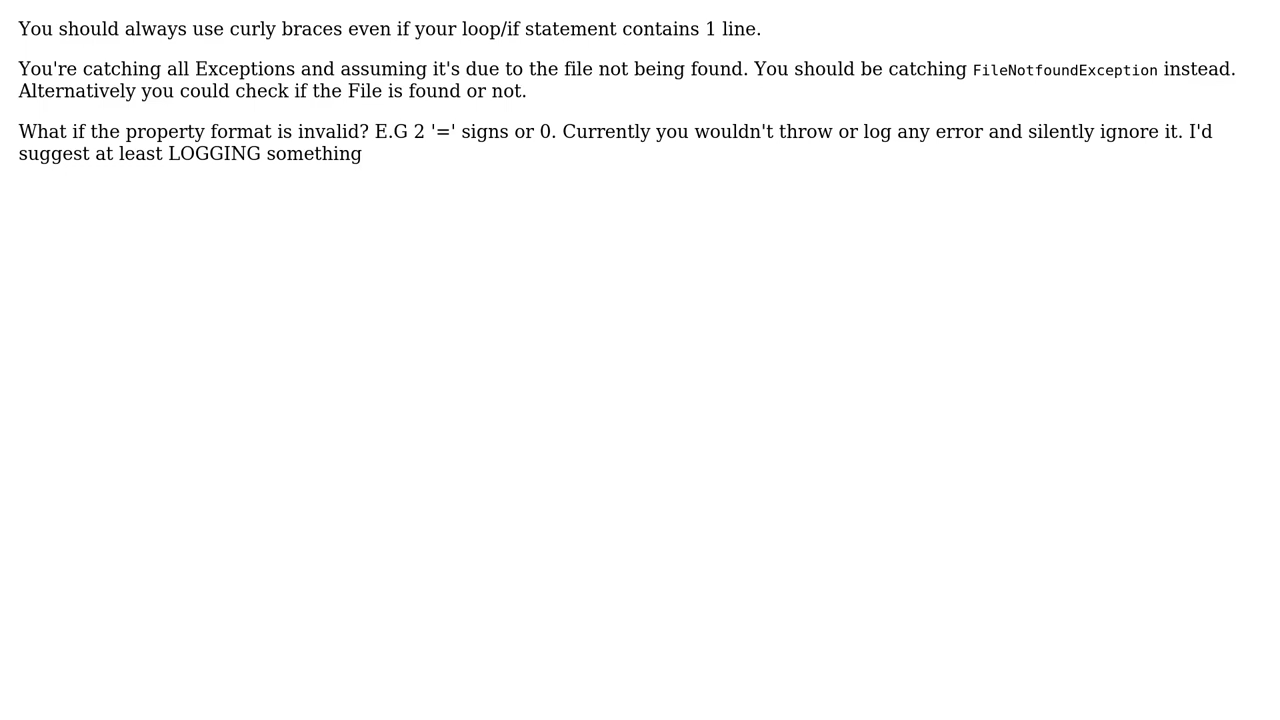 You should always use curly braces even if your loop/if statement contains 1 line.
You're catching all Exceptions and assuming it's due to the file not being found. You should be catching FileNotfoundException instead.
Alternatively you could check if the File is found or not.
What if the property format is invalid? E.G 2 '=' signs or 0. Currently you wouldn't throw or log any error and silently ignore it. I'd
suggest at least LOGGING something